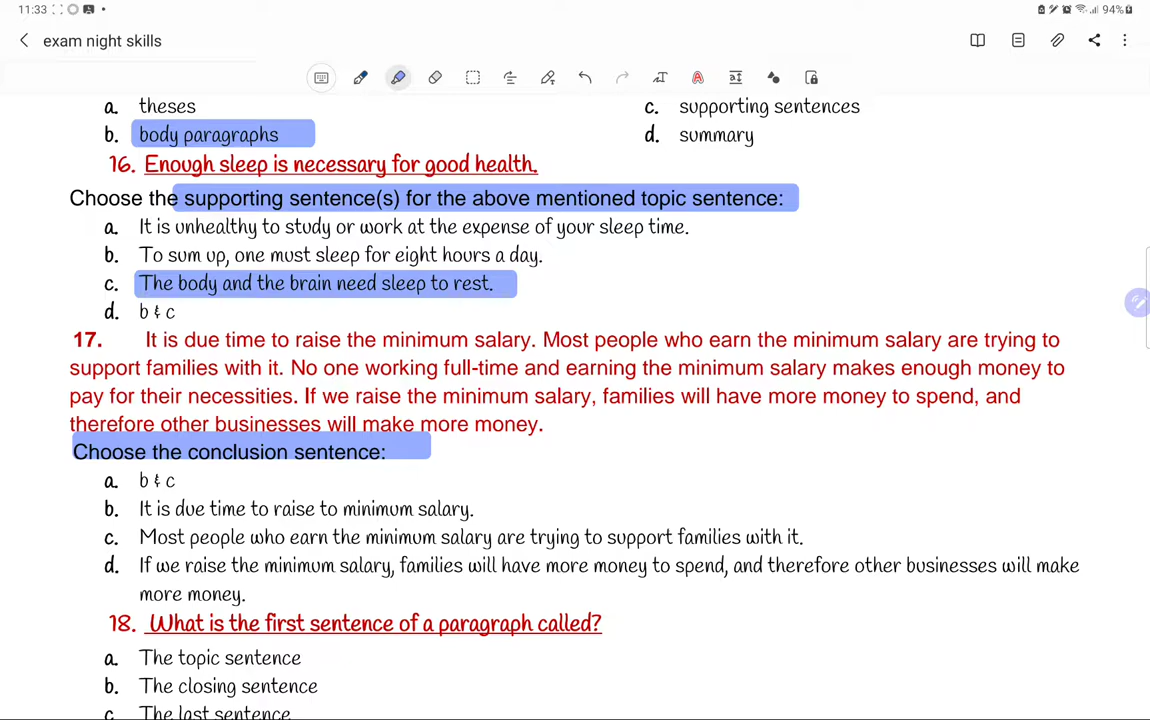 11:33 94%
exam night skills
a. theses
c. supporting sentences
b. body paragraphs
d. summary
16. Enough sleep is necessary for good health.
Choose the supporting sentence(s) for the above mentioned topic sentence:
a. It is unhealthy to study or work at the expense of your sleep time.
b. To sum up, one must sleep for eight hours a day.
c. The body and the brain need sleep to rest.
d. b & c
17. It is due time to raise the minimum salary. Most people who earn the minimum salary are trying to
support families with it. No one working full-time and earning the minimum salary makes enough money to
pay for their necessities. If we raise the minimum salary, families will have more money to spend, and
therefore other businesses will make more money.
Choose the conclusion sentence:
a. b & c
b. It is due time to raise to minimum salary.
c. Most people who earn the minimum salary are trying to support families with it.
d. If we raise the minimum salary, families will have more money to spend, and therefore other businesses will make
more money.
18. What is the first sentence of a paragraph called?
a. The topic sentence
b. The closing sentence
c. The last sentence